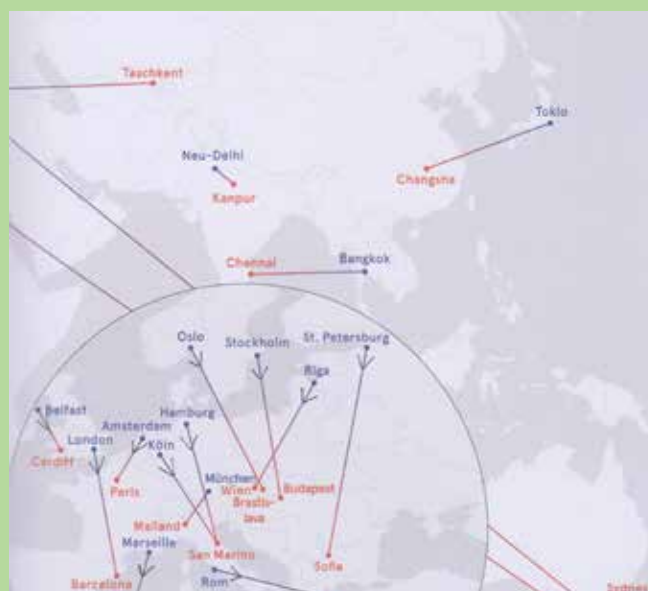 Taschkent
Tokio
Neu-Delhi
Changsha
Kanpur
Chennai
Bangkok
Oslo
Stockholm
St. Petersburg
Riga
Belfast
Amsterdam
Hamburg
London
Köln
Cardiff
Paris
München
Wien
Budapest
Bratis-
lava
Mailand
Marseille
San Marino
Sofia
Barcelona
Rom
Sydney